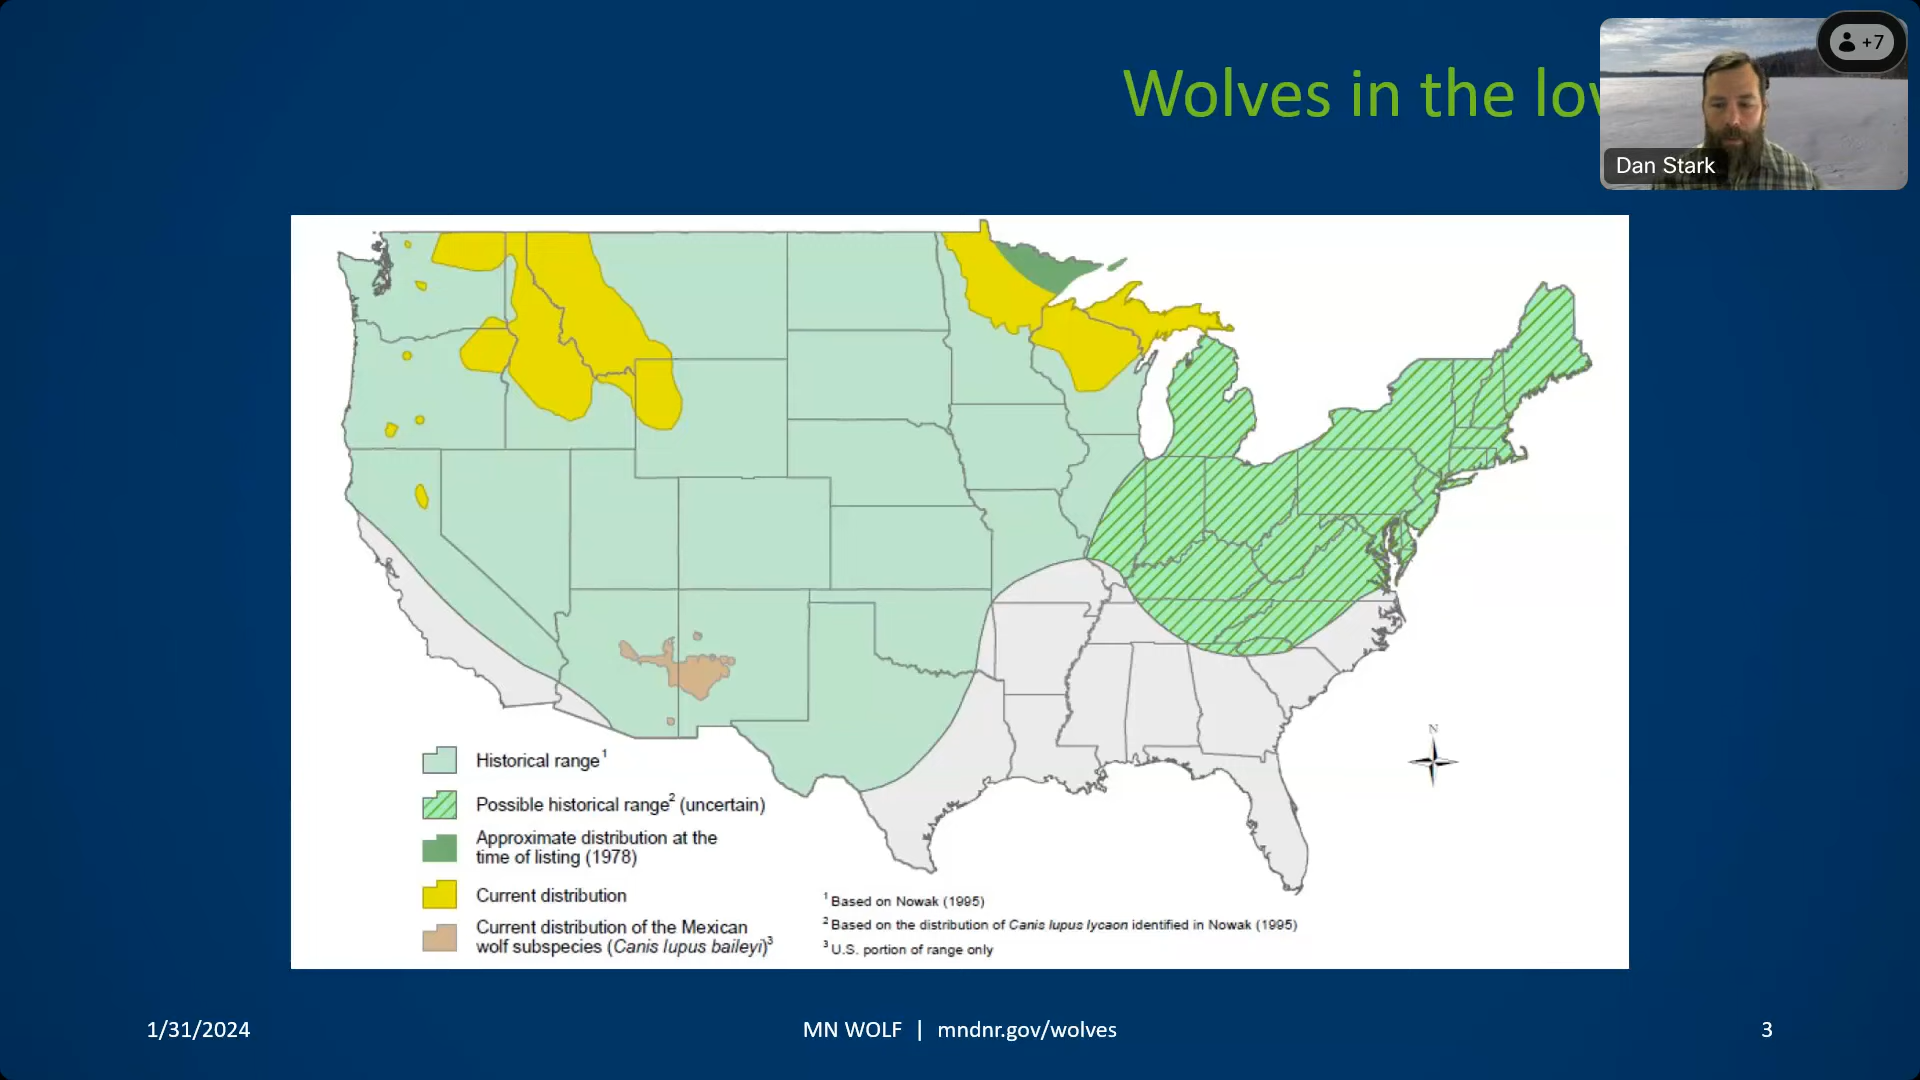 Wolves in the lo
+7
Dan Stark
N
Historical range1
Possible historical range2 (uncertain)
Approximate distribution at the
time of listing (1978)
Current distribution
Current distribution of the Mexican
wolf subspecies (Canis lupus baileyi)3
1 Based on Nowak (1995)
2 Based on the distribution of Canis lupus lycaon identified in Nowak (1995)
3 U.S. portion of range only
1/31/2024
MN WOLF | mndnr.gov/wolves
3